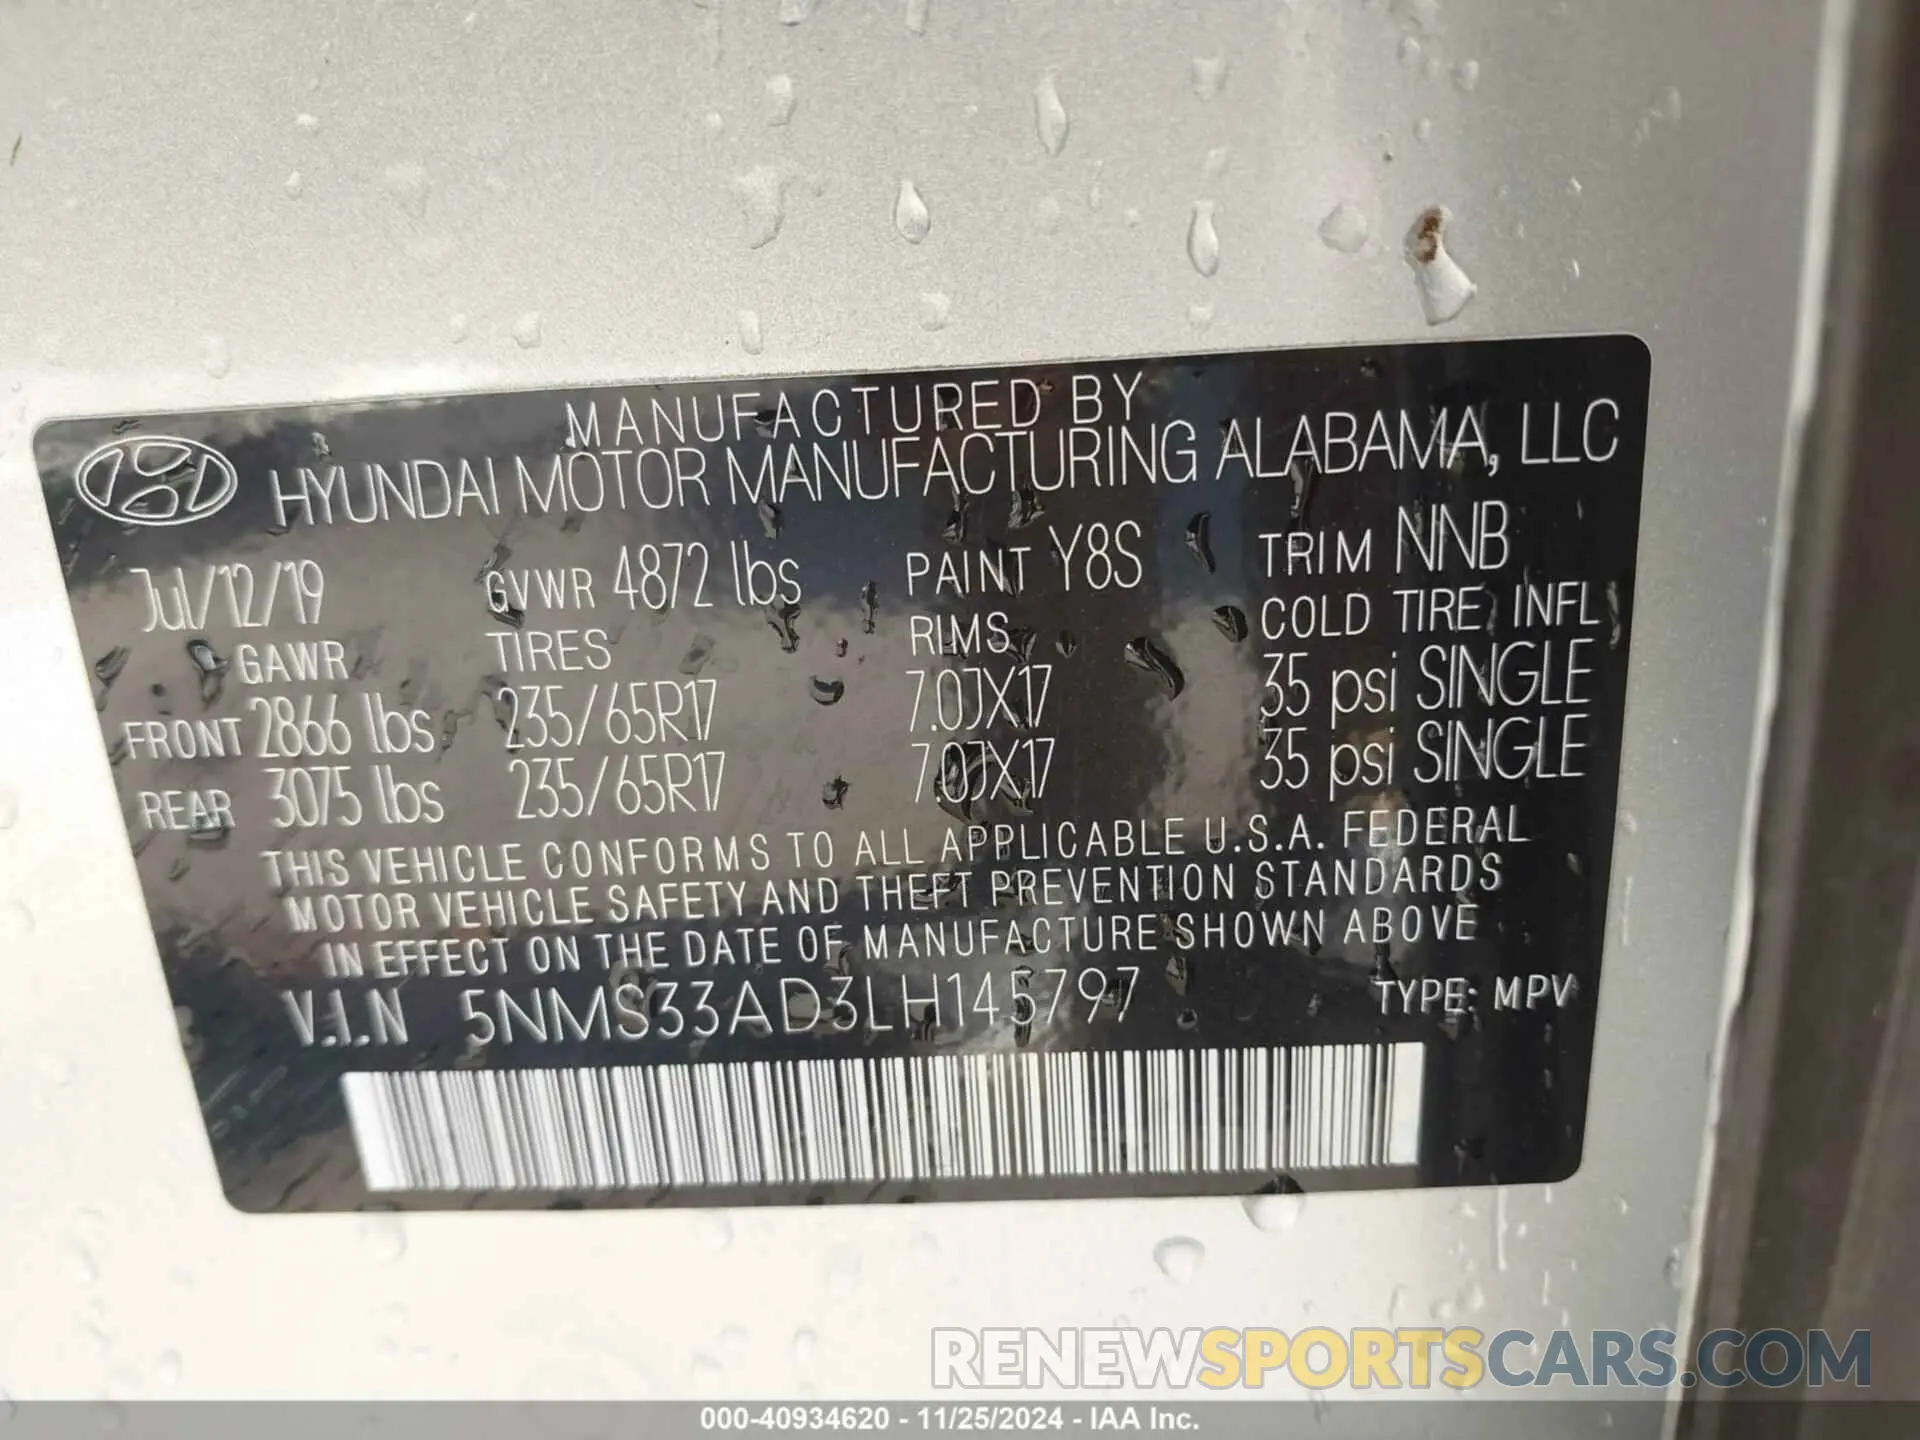 MANUFACTURED BY
HYUNDAI MOTOR MANUFACTURING ALABAMA, LLC
Jul/12/19 GVWR 4872 lbs PAINT Y8S TRIM NNB
GAWR TIRES RIMS COLD TIRE INFL
FRONT 2866 lbs 235/65R17 7.0JX17 35 psi SINGLE
REAR 3075 lbs 235/65R17 7.0JX17 35 psi SINGLE
THIS VEHICLE CONFORMS TO ALL APPLICABLE U.S.A. FEDERAL
MOTOR VEHICLE SAFETY AND THEFT PREVENTION STANDARDS
IN EFFECT ON THE DATE OF MANUFACTURE SHOWN ABOVE
V.I.N 5NMS33AD3LH145797 TYPE: MPV
RENEWSPORTSCARS.COM
000-40934620 - 11/25/2024 - IAA Inc.